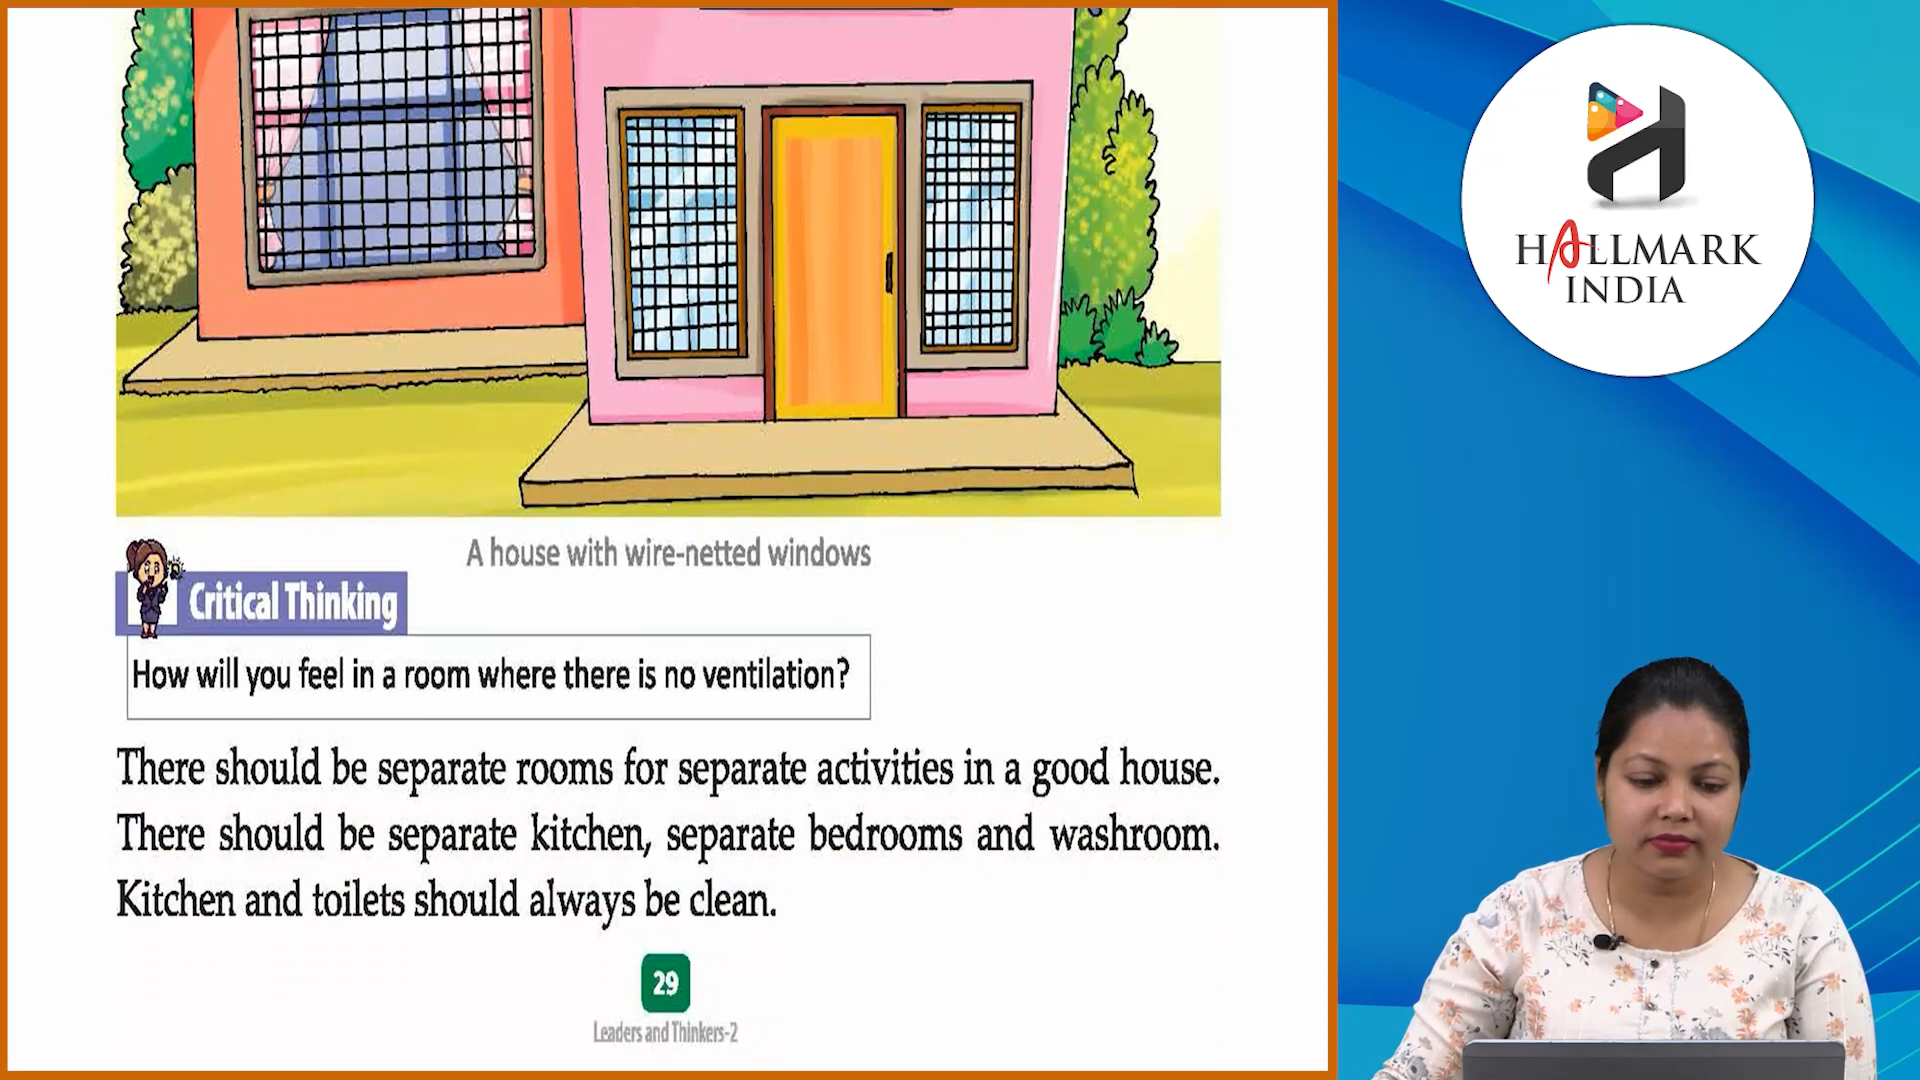 A house with wire-netted windows
Critical Thinking
How will you feel in a room where there is no ventilation?
There should be separate rooms for separate activities in a good house.
There should be separate kitchen, separate bedrooms and washroom.
Kitchen and toilets should always be clean.
29
Leaders and Thinkers-2
HALLMARK
INDIA